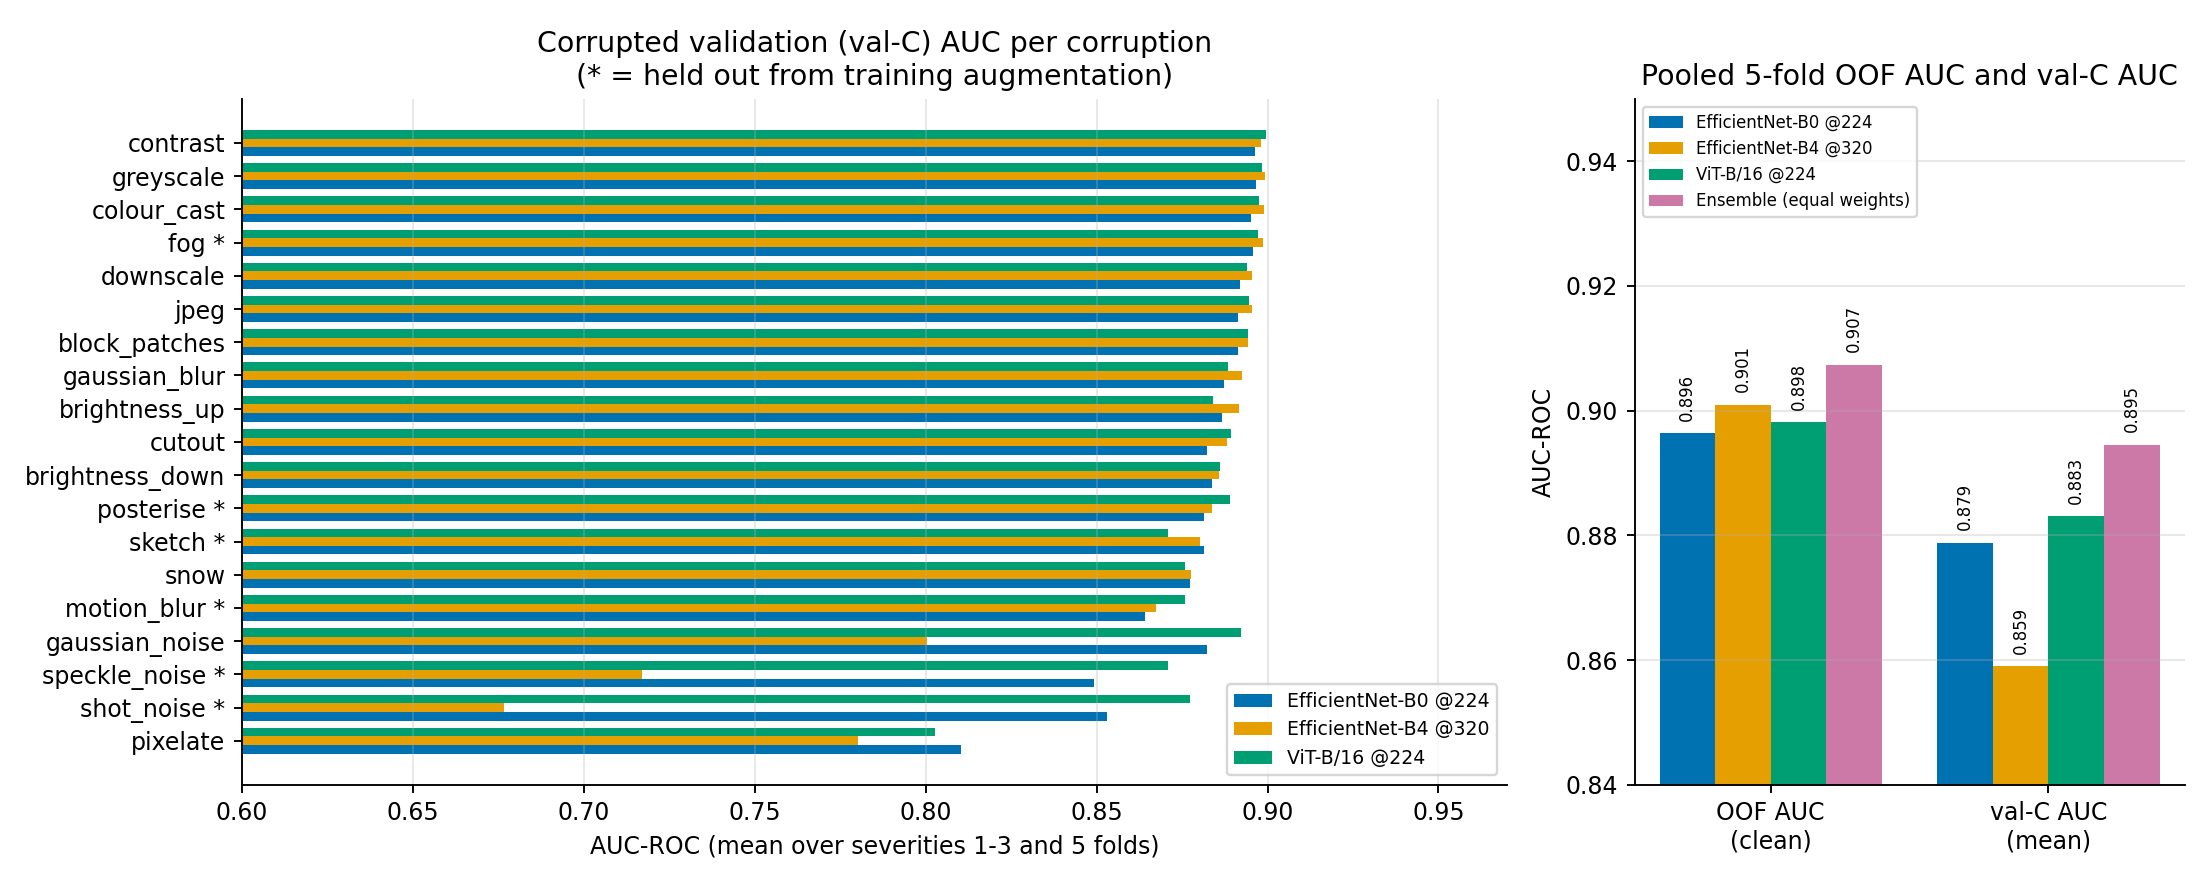 Corrupted validation (val-C) AUC per corruption
(* = held out from training augmentation)
contrast
greyscale
colour_cast
fog *
downscale
jpeg
block_patches
gaussian_blur
brightness_up
cutout
brightness_down
posterise *
sketch *
snow
motion_blur *
gaussian_noise
speckle_noise *
shot_noise *
pixelate
EfficientNet-B0 @224
EfficientNet-B4 @320
ViT-B/16 @224
0.60 0.65 0.70 0.75 0.80 0.85 0.90 0.95
AUC-ROC (mean over severities 1-3 and 5 folds)
Pooled 5-fold OOF AUC and val-C AUC
EfficientNet-B0 @224
EfficientNet-B4 @320
ViT-B/16 @224
Ensemble (equal weights)
AUC-ROC
0.94
0.92
0.90
0.88
0.86
0.84
0.896
0.901
0.898
0.907
0.879
0.859
0.883
0.895
OOF AUC
(clean)
val-C AUC
(mean)